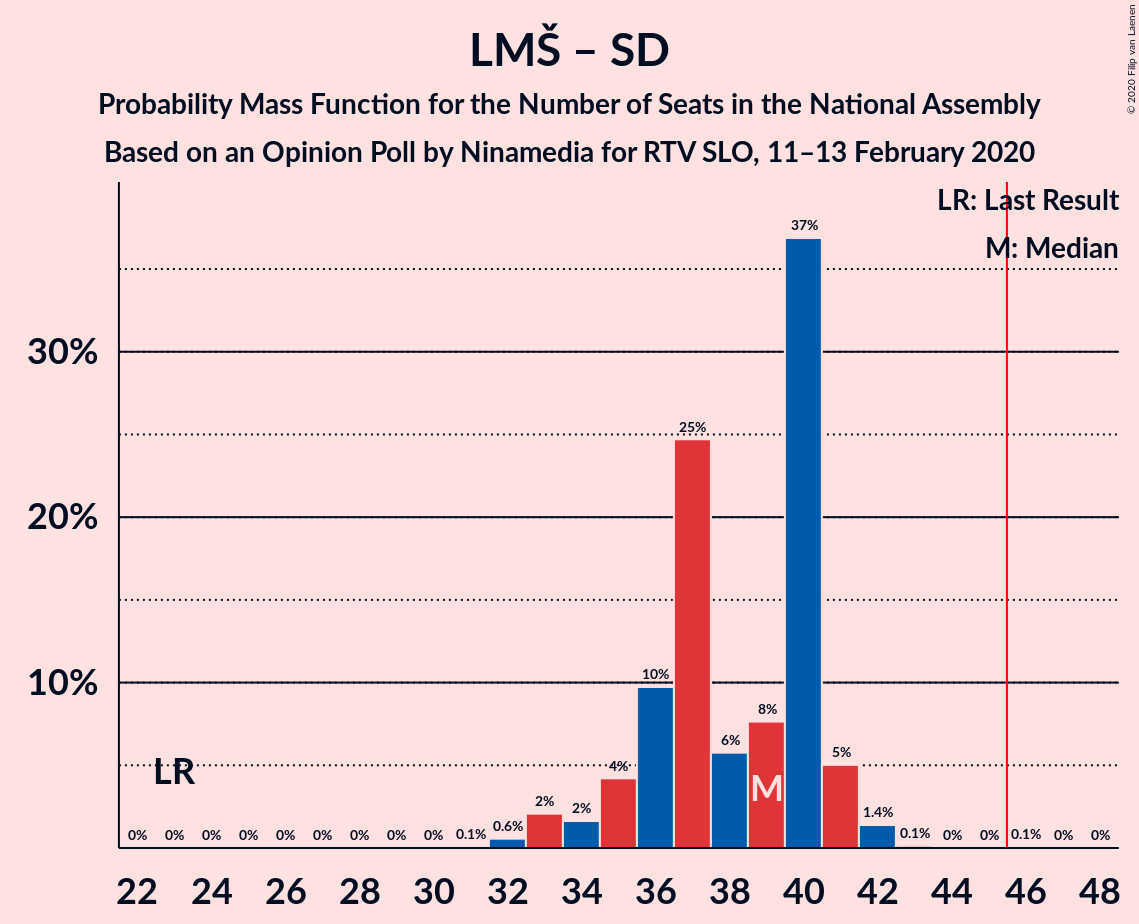 LMŠ – SD
Probability Mass Function for the Number of Seats in the National Assembly
Based on an Opinion Poll by Ninamedia for RTV SLO, 11–13 February 2020
© 2020 Filip van Laenen
LR: Last Result
M: Median
30%
20%
10%
0% 0% 0% 0% 0% 0% 0% 0% 0% 0.1% 0.6% 2% 2% 4% 10% 25% 6% 8% 37% 5% 1.4% 0.1% 0% 0% 0.1% 0% 0%
LR
M
22 24 26 28 30 32 34 36 38 40 42 44 46 48